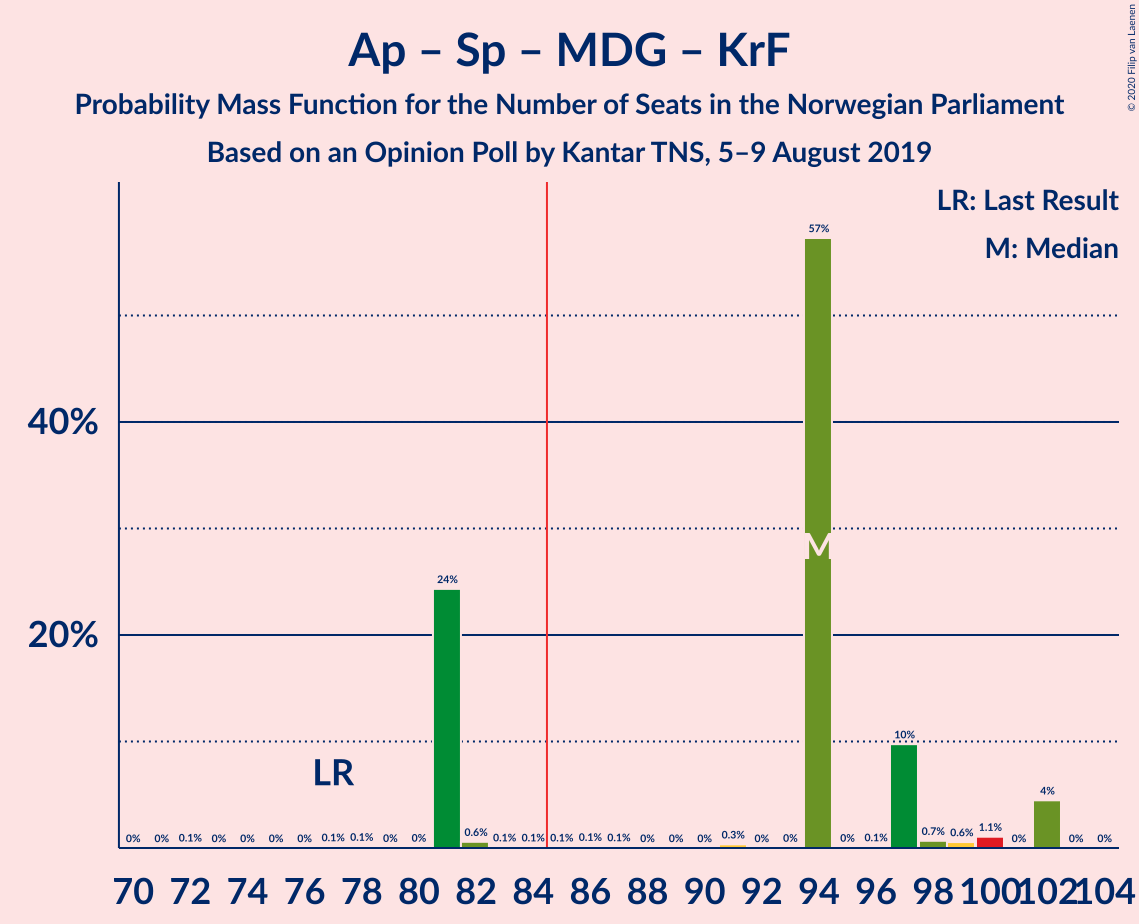 Ap – Sp – MDG – KrF
Probability Mass Function for the Number of Seats in the Norwegian Parliament
Based on an Opinion Poll by Kantar TNS, 5–9 August 2019
© 2020 Filip van Laenen
LR: Last Result
M: Median
57%
40%
M
24%
20%
10%
LR
4%
0% 0% 0.1% 0% 0% 0% 0% 0.1% 0.1% 0% 0% 0.6% 0.1% 0.1% 0.1% 0.1% 0.1% 0% 0% 0% 0.3% 0% 0% 0% 0.1% 0.7% 0.6% 1.1% 0% 0% 0%
70 72 74 76 78 80 82 84 86 88 90 92 94 96 98 100 102 104